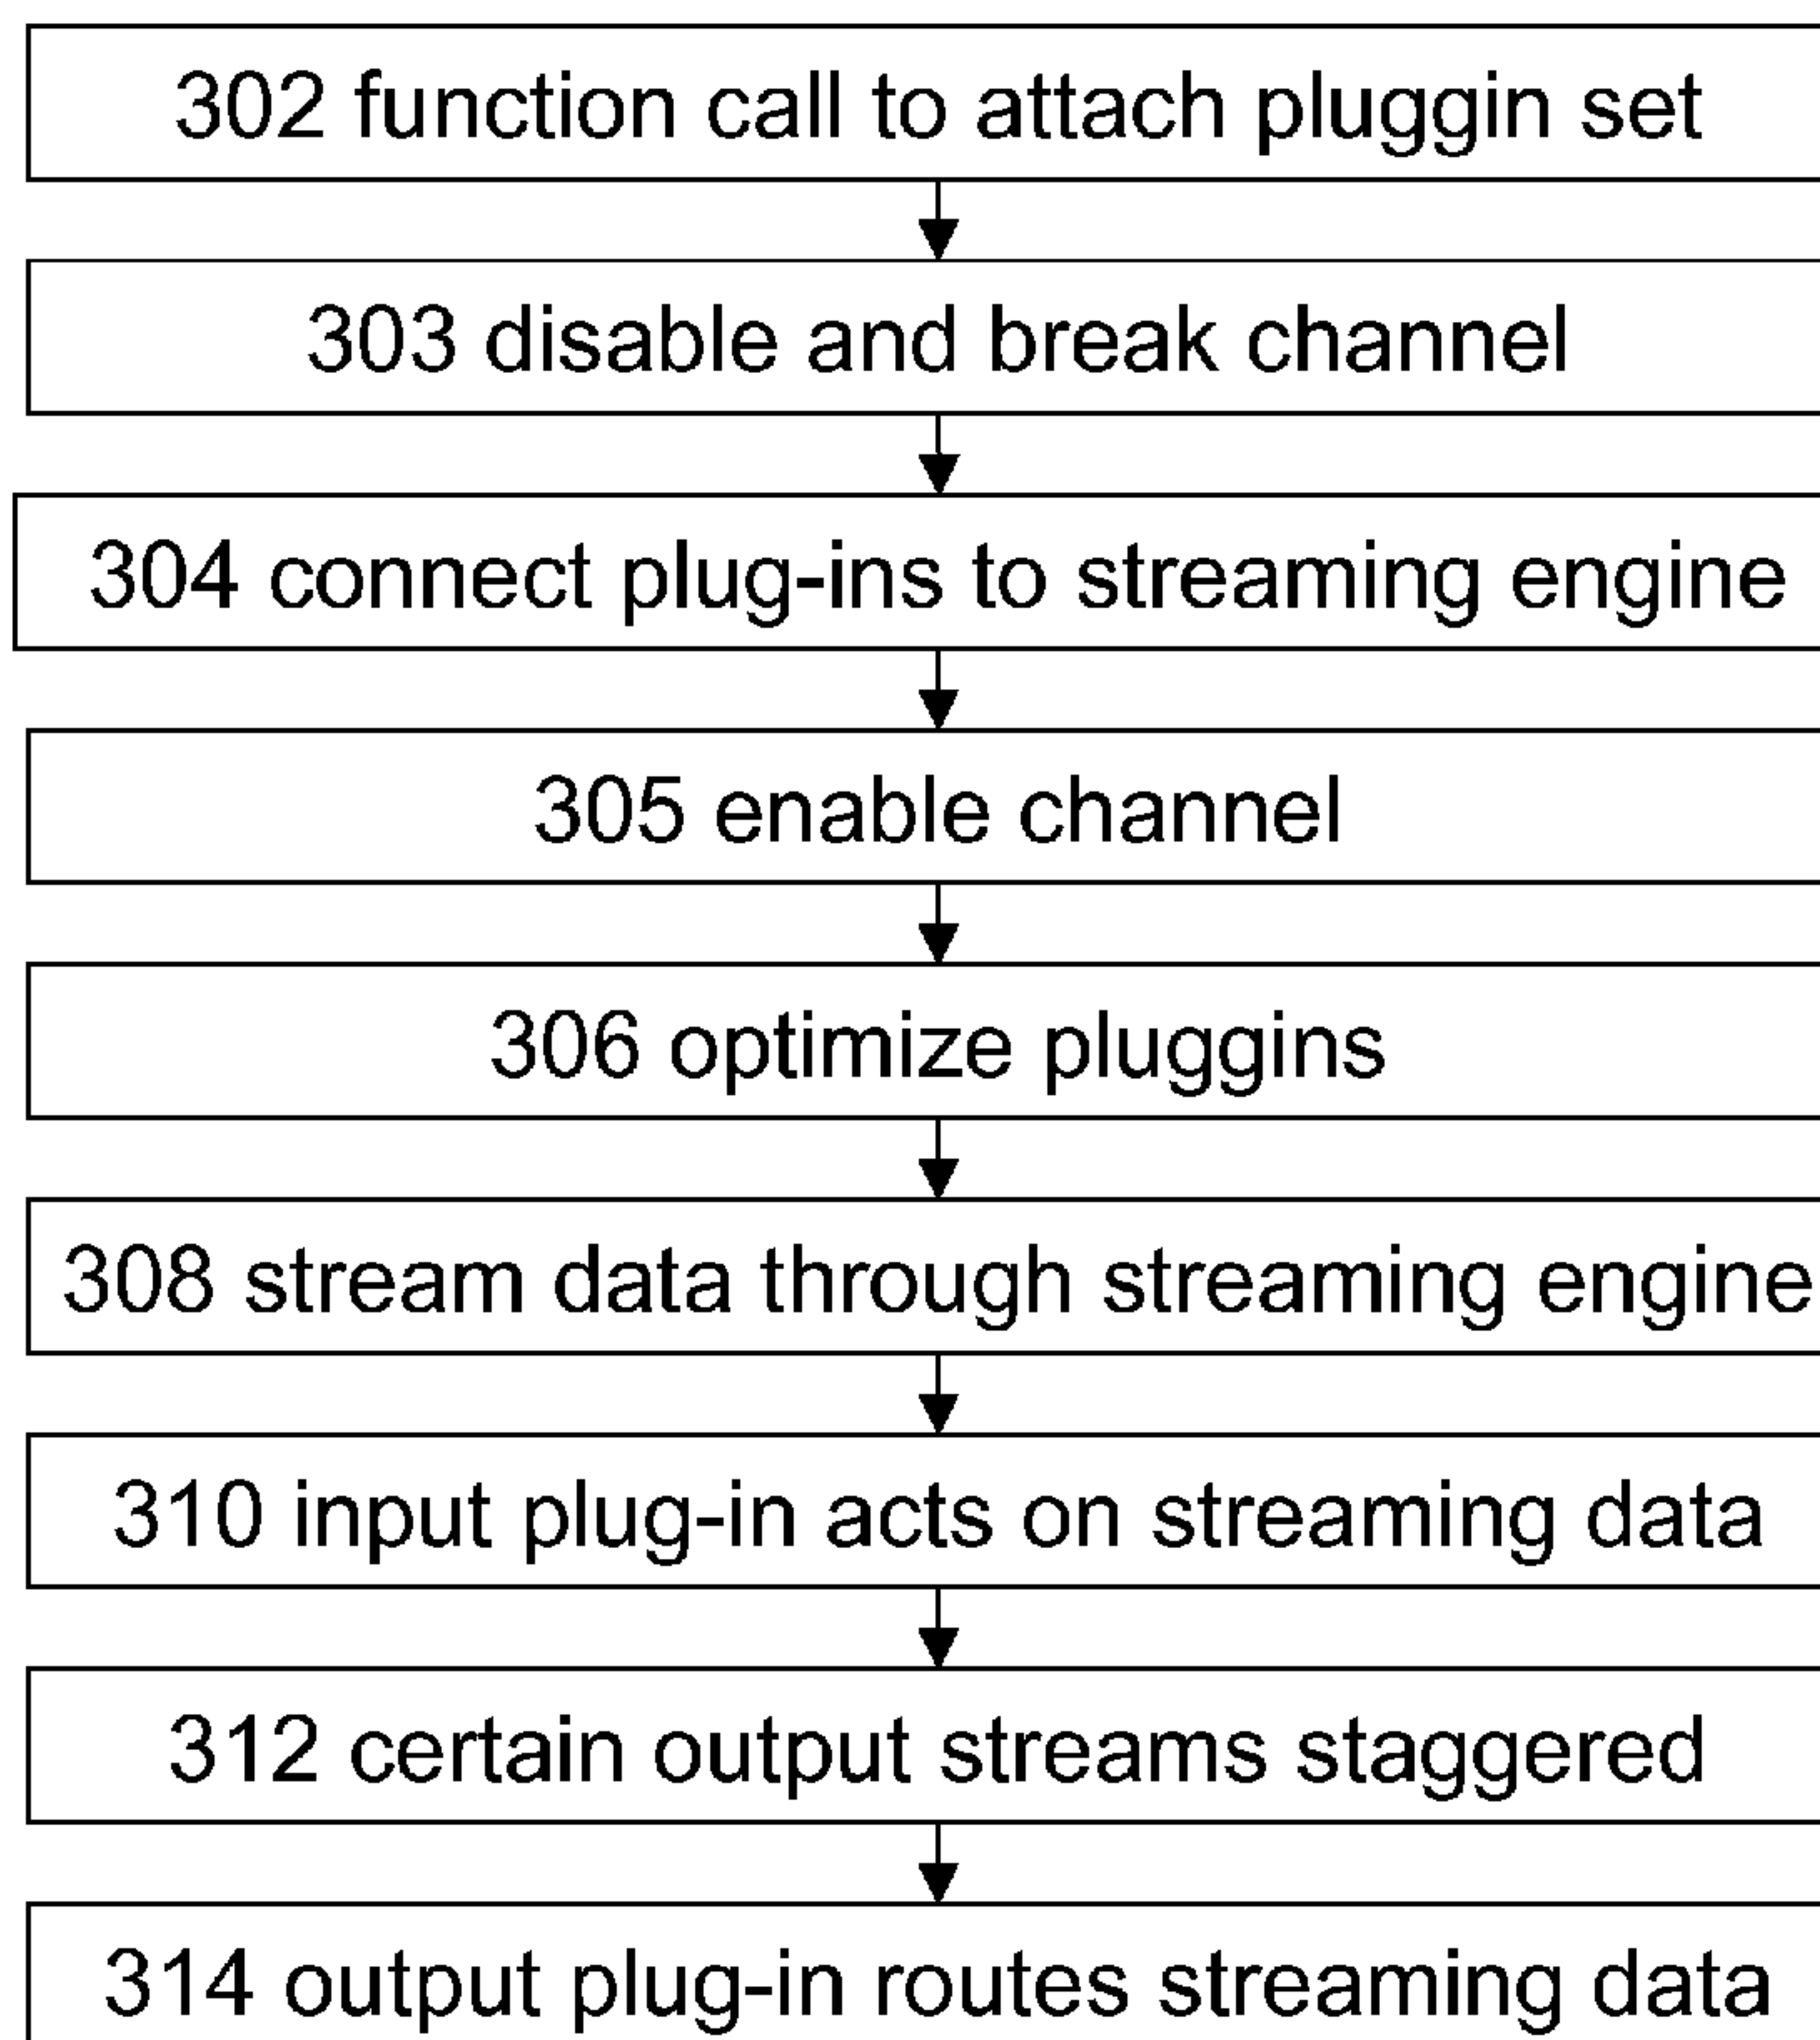 302 function call to attach pluggin set
303 disable and break channel
304 connect plug-ins to streaming engine
305 enable channel
306 optimize pluggins
308 stream data through streaming engine
310 input plug-in acts on streaming data
312 certain output streams staggered
314 output plug-in routes streaming data